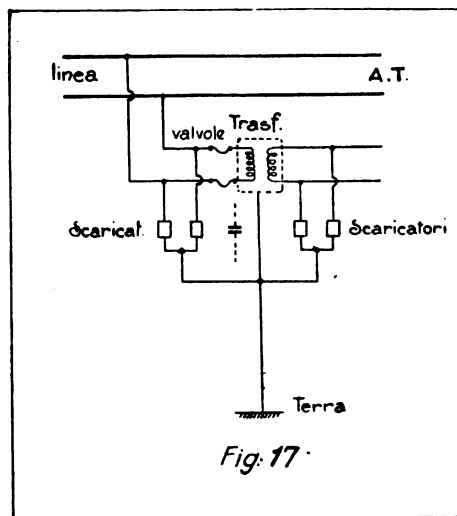 linea A.T.
valvole Trasf.
Scaricat. Scaricatori
Terra
Fig: 17